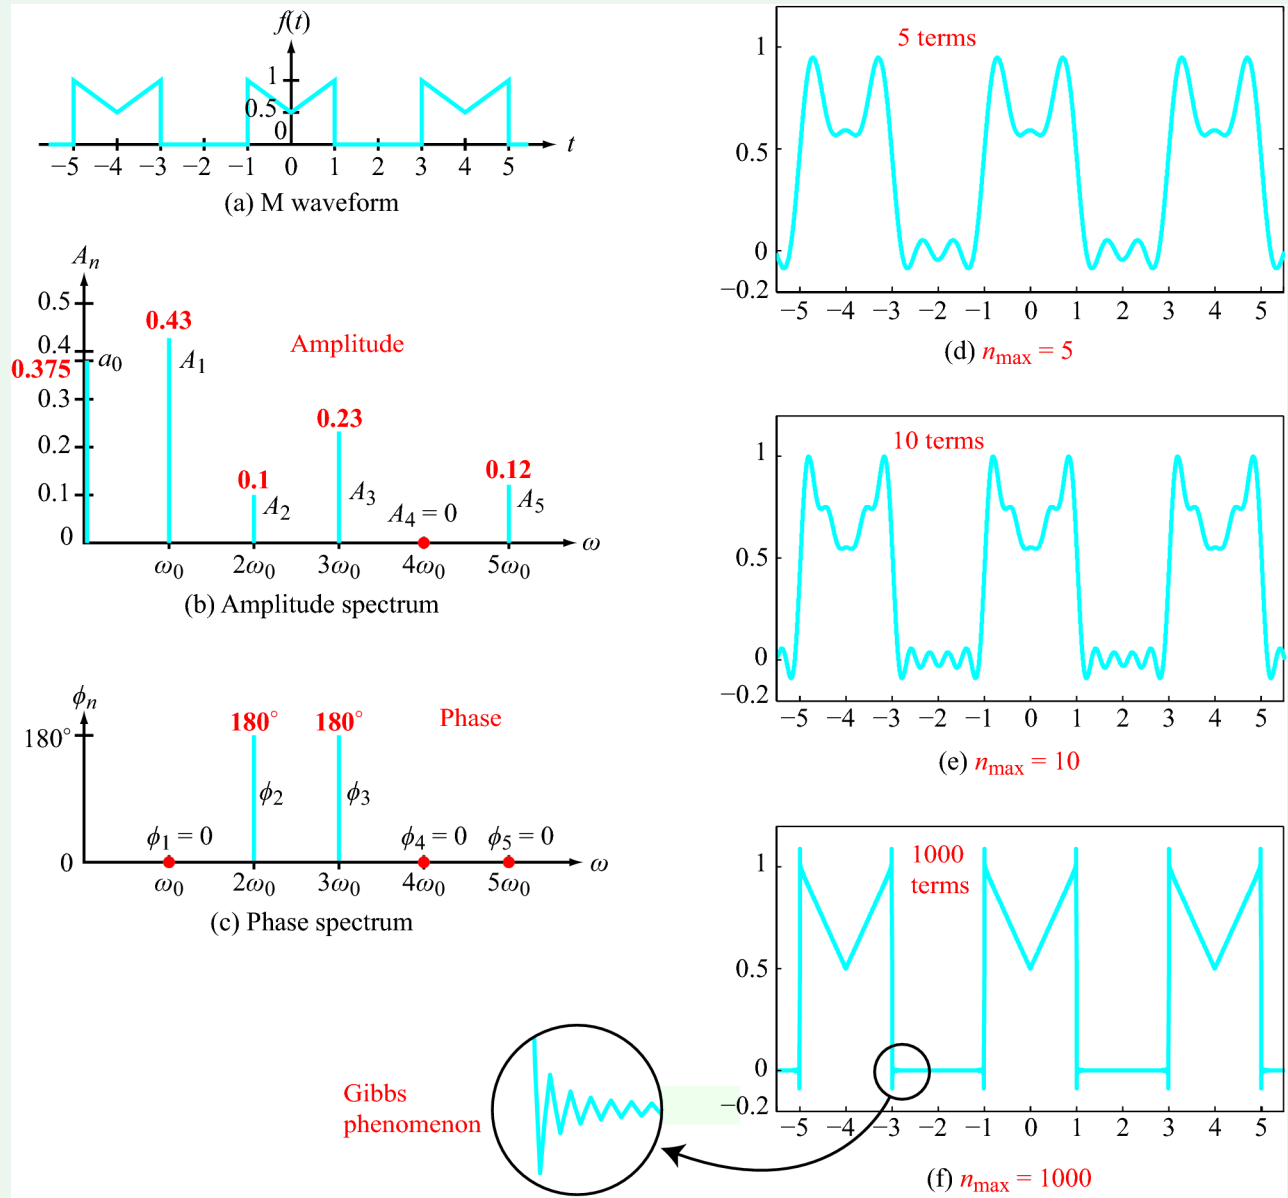 f(t)
1
0.5
0
−5 −4 −3 −2 −1 0 1 2 3 4 5 t
(a) M waveform
Aₙ
0.5
0.43
0.4
Amplitude
a₀
A₁
0.375
0.3
0.23
0.2
0.1
0.12
0.1
A₂
A₃
A₄ = 0
A₅
0
ω
ω₀ 2ω₀ 3ω₀ 4ω₀ 5ω₀
(b) Amplitude spectrum
ϕₙ
180° 180° Phase
180°
ϕ₂ ϕ₃
ϕ₁ = 0 ϕ₄ = 0 ϕ₅ = 0
0 ω
ω₀ 2ω₀ 3ω₀ 4ω₀ 5ω₀
(c) Phase spectrum
5 terms
1
0.5
0
−0.2
−5 −4 −3 −2 −1 0 1 2 3 4 5
(d) nmax = 5
10 terms
1
0.5
0
−0.2
−5 −4 −3 −2 −1 0 1 2 3 4 5
(e) nmax = 10
1000
terms
1
0.5
0
−0.2
−5 −4 −3 −2 −1 0 1 2 3 4 5
(f) nmax = 1000
Gibbs
phenomenon